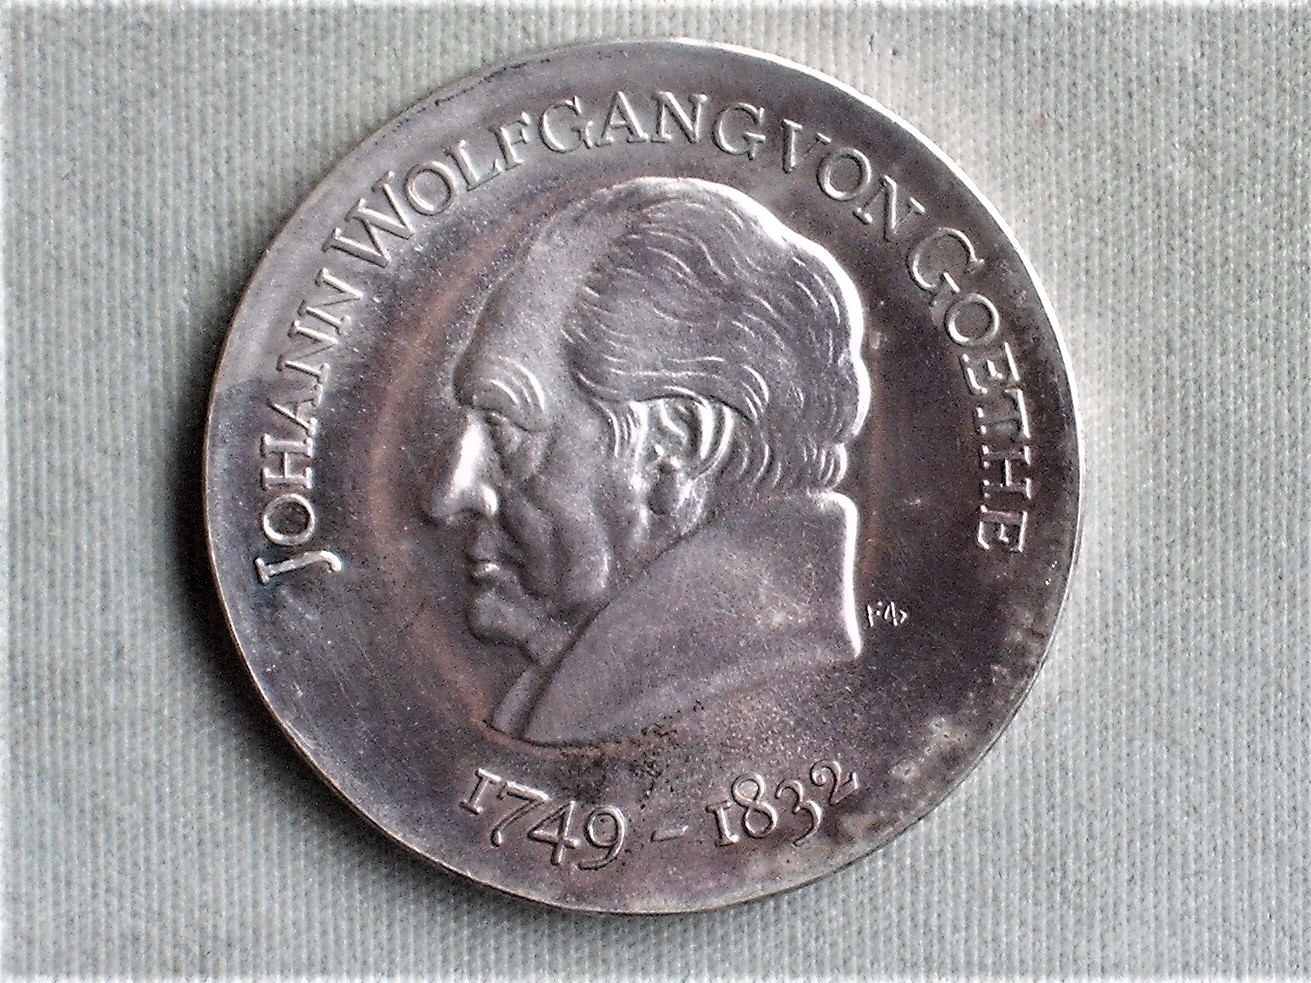 JOHANN WOLFGANG VON GOETHE
1749 – 1832